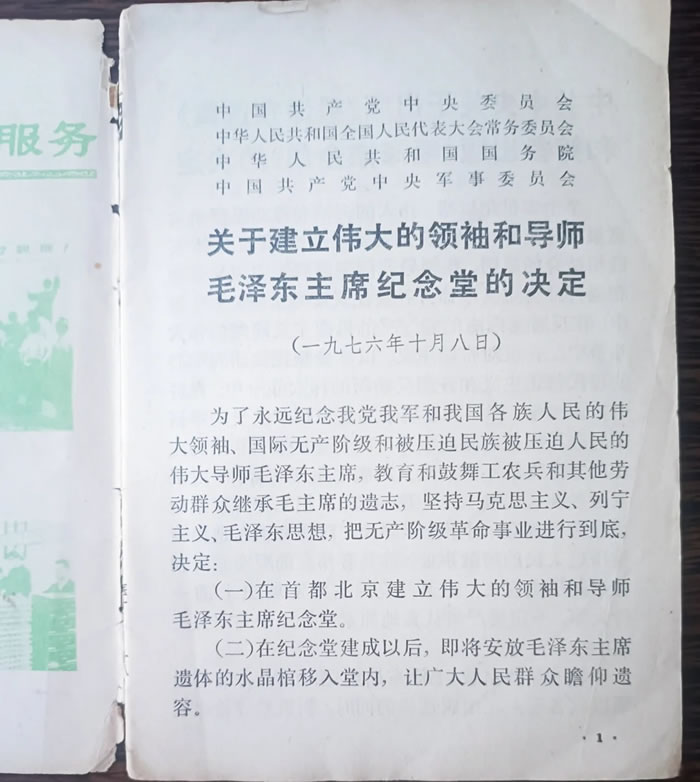 服务
中国共产党中央委员会
中华人民共和国全国人民代表大会常务委员会
中华人民共和国国务院
中国共产党中央军事委员会
关于建立伟大的领袖和导师
毛泽东主席纪念堂的决定
(一九七六年十月八日)
为了永远纪念我党我军和我国各族人民的伟
大领袖、国际无产阶级和被压迫民族被压迫人民的
伟大导师毛泽东主席，教育和鼓舞工农兵和其他劳
动群众继承毛主席的遗志，坚持马克思主义、列宁
主义、毛泽东思想，把无产阶级革命事业进行到底，
决定：
(一)在首都北京建立伟大的领袖和导师
毛泽东主席纪念堂。
(二)在纪念堂建成以后，即将安放毛泽东主席
遗体的水晶棺移入堂内，让广大人民群众瞻仰遗
容。
· 1 ·